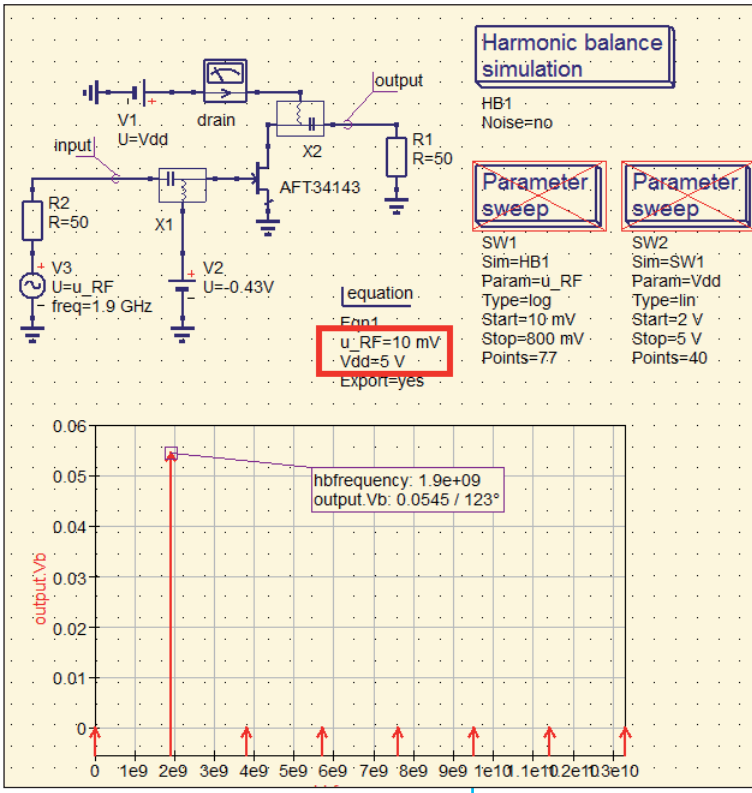 Harmonic balance
simulation
HB1
Noise=no
output
V1
U=Vdd
drain
X2
R1
R=50
input
AFT34143
Parameter
sweep
Parameter
sweep
R2
R=50
X1
SW1
Sim=HB1
Param=u_RF
Type=log
Start=10 mV
Stop=800 mV
Points=77
SW2
Sim=SW1
Param=Vdd
Type=lin
Start=2 V
Stop=5 V
Points=40
V3
U=u_RF
freq=1.9 GHz
V2
U=-0.43V
equation
Eqn1
u_RF=10 mV
Vdd=5 V
Export=yes
0.06
0.05
0.04
0.03
0.02
0.01
0
output.Vb
hbfrequency: 1.9e+09
output.Vb: 0.0545 / 123°
0 1e9 2e9 3e9 4e9 5e9 6e9 7e9 8e9 9e9 1e10 1.1e10 1.2e10 1.3e10